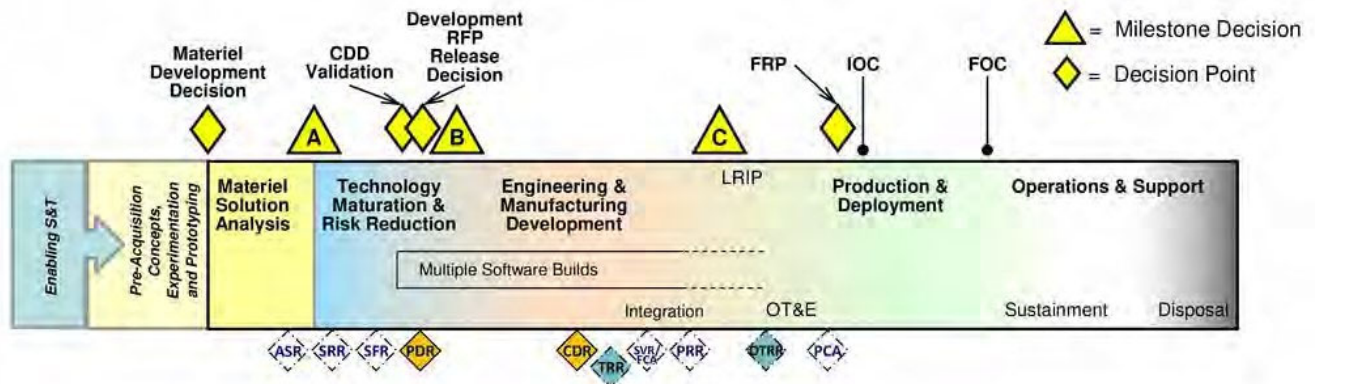 Development
RFP
Release
Decision
Materiel
Development
Decision
CDD
Validation
FRP
IOC
FOC
= Milestone Decision
= Decision Point
A
B
C
Enabling S&T
Pre-Acquisition
Concepts,
Experimentation
and Prototyping
Materiel
Solution
Analysis
Technology
Maturation &
Risk Reduction
Engineering &
Manufacturing
Development
LRIP
Production &
Deployment
Operations & Support
Multiple Software Builds
Integration
OT&E
Sustainment
Disposal
ASR
SRR
SFR
PDR
CDR
TRR
SVR/
FCA
PRR
OTRR
PCA